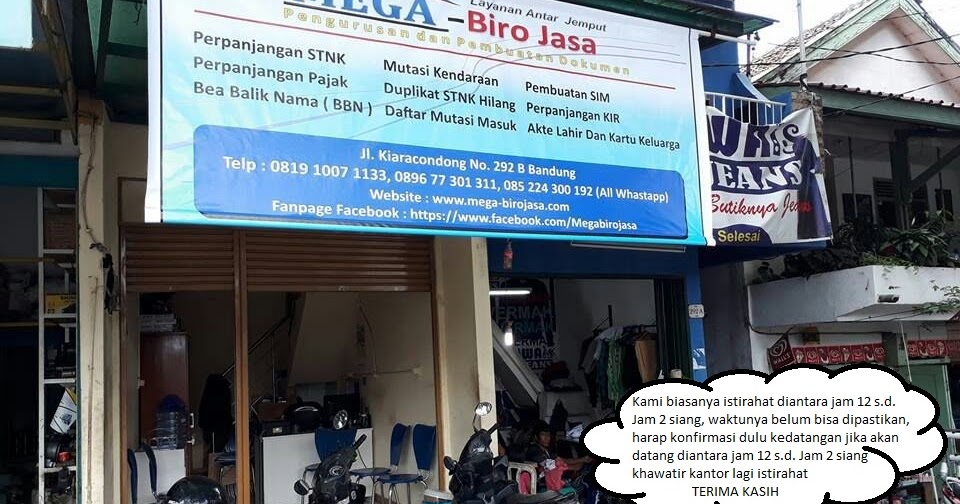 MEGA
Layanan Antar Jemput
-Biro Jasa
Pengurusan dan Pembuatan Dokumen
Perpanjangan STNK
Perpanjangan Pajak
Bea Balik Nama ( BBN )
Mutasi Kendaraan
Duplikat STNK Hilang
Daftar Mutasi Masuk
Pembuatan SIM
Perpanjangan KIR
Akte Lahir Dan Kartu Keluarga
Jl. Kiaracondong No. 292 B Bandung
Telp : 0819 1007 1133, 0896 77 301 311, 085 224 300 192 (All Whastapp)
Website : www.mega-birojasa.com
Fanpage Facebook : https://www.facebook.com/Megabirojasa
JEANS
Butiknya Jeans
Selesai
292A
WALL'S
Kami biasanya istirahat diantara jam 12 s.d.
Jam 2 siang, waktunya belum bisa dipastikan,
harap konfirmasi dulu kedatangan jika akan
datang diantara jam 12 s.d. Jam 2 siang
khawatir kantor lagi istirahat
TERIMA KASIH